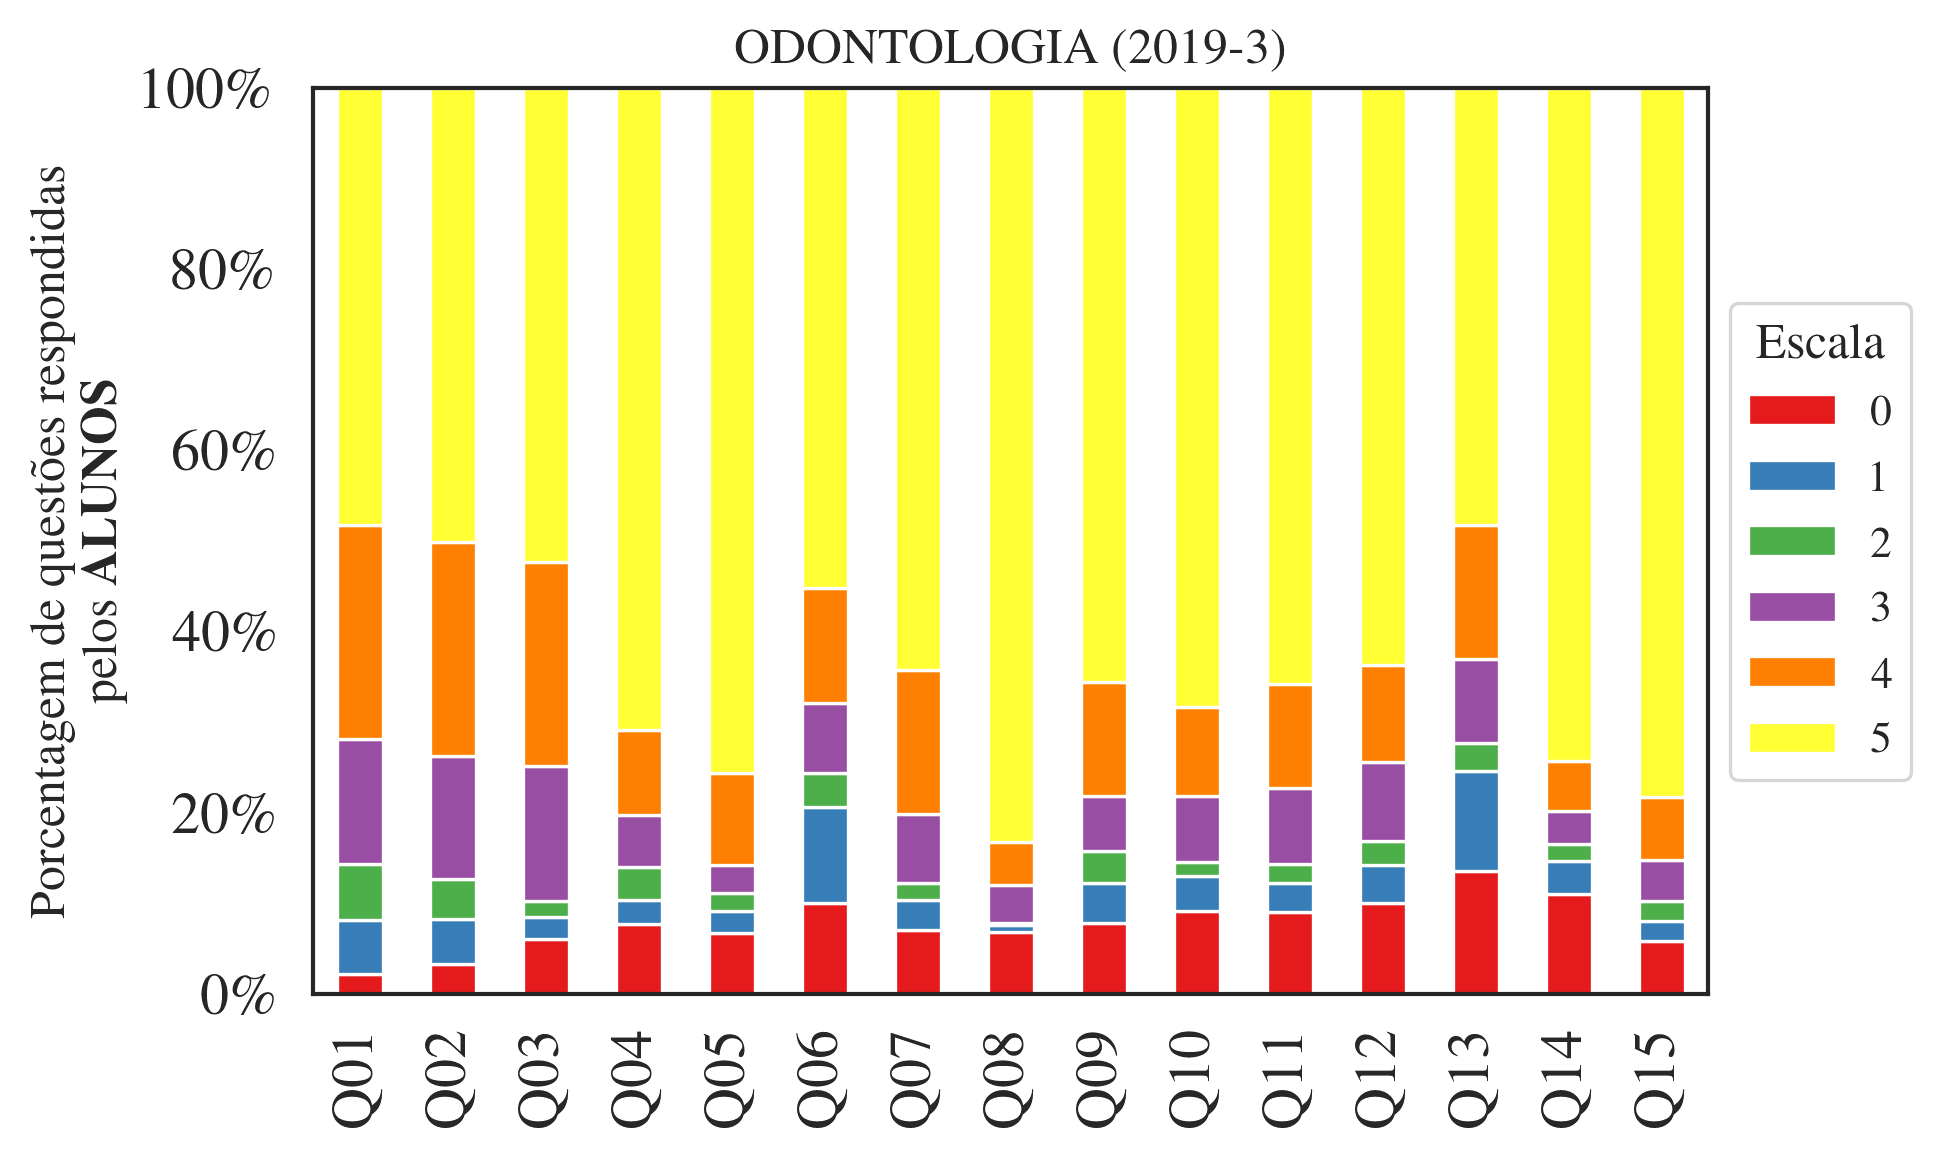 ODONTOLOGIA (2019-3)
Porcentagem de questões respondidas
pelos ALUNOS
100%
80%
60%
40%
20%
0%
Q01
Q02
Q03
Q04
Q05
Q06
Q07
Q08
Q09
Q10
Q11
Q12
Q13
Q14
Q15
Escala
0
1
2
3
4
5